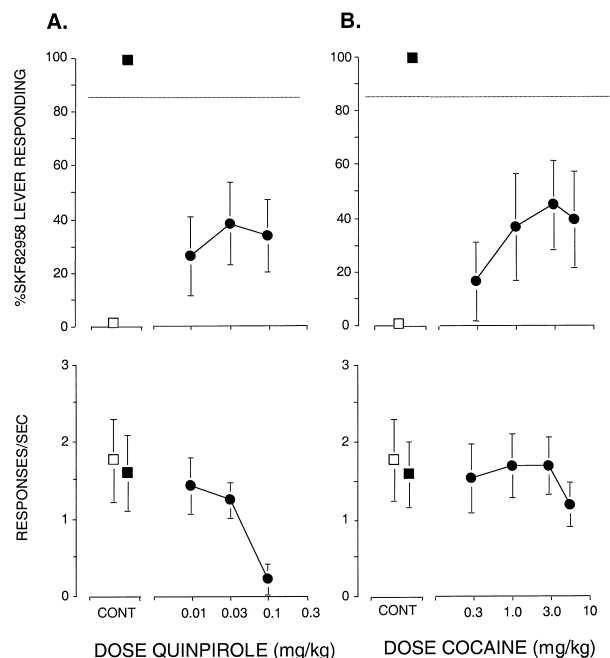 A.
B.
%SKF82958 LEVER RESPONDING
100
80
60
40
20
0
100
80
60
40
20
0
RESPONSES/SEC
3
2
1
0
CONT
0.01 0.03 0.1 0.3
DOSE QUINPIROLE (mg/kg)
3
2
1
0
CONT
0.3 1.0 3.0 10
DOSE COCAINE (mg/kg)